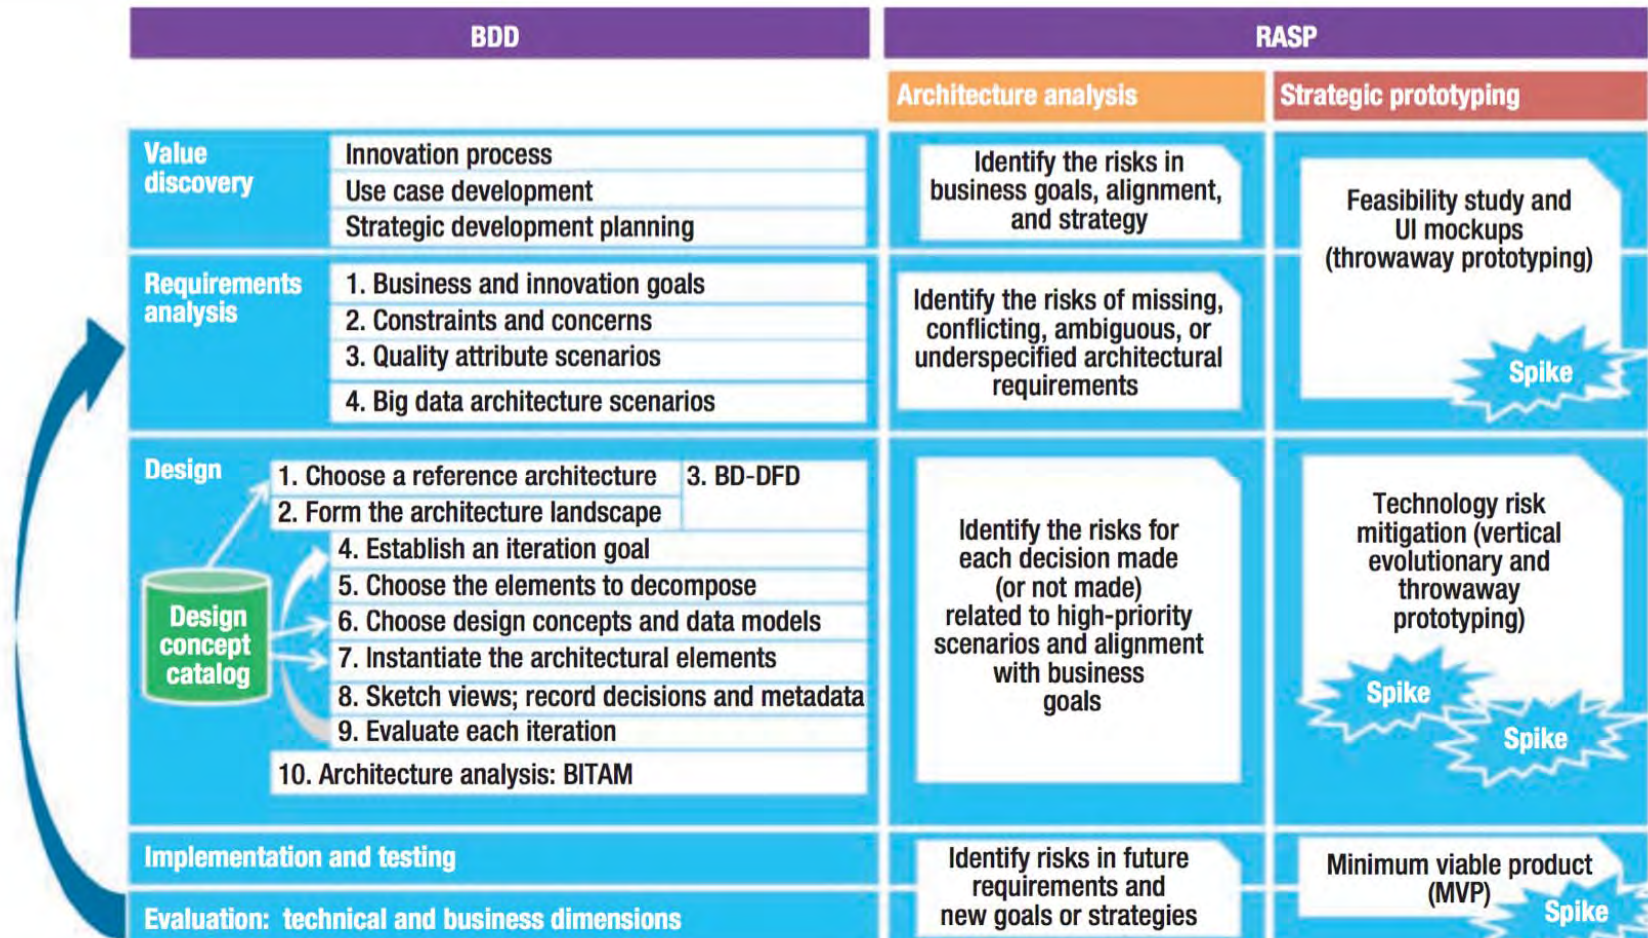 BDD
RASP
Architecture analysis
Strategic prototyping
Value
discovery
Innovation process
Use case development
Strategic development planning
Identify the risks in
business goals, alignment,
and strategy
Feasibility study and
UI mockups
(throwaway prototyping)
Spike
Requirements
analysis
1. Business and innovation goals
2. Constraints and concerns
3. Quality attribute scenarios
4. Big data architecture scenarios
Identify the risks of missing,
conflicting, ambiguous, or
underspecified architectural
requirements
Design
1. Choose a reference architecture
2. Form the architecture landscape
3. BD-DFD
4. Establish an iteration goal
5. Choose the elements to decompose
6. Choose design concepts and data models
7. Instantiate the architectural elements
8. Sketch views; record decisions and metadata
9. Evaluate each iteration
10. Architecture analysis: BITAM
Design
concept
catalog
Identify the risks for
each decision made
(or not made)
related to high-priority
scenarios and alignment
with business
goals
Technology risk
mitigation (vertical
evolutionary and
throwaway
prototyping)
Spike
Spike
Implementation and testing
Evaluation: technical and business dimensions
Identify risks in future
requirements and
new goals or strategies
Minimum viable product
(MVP)
Spike